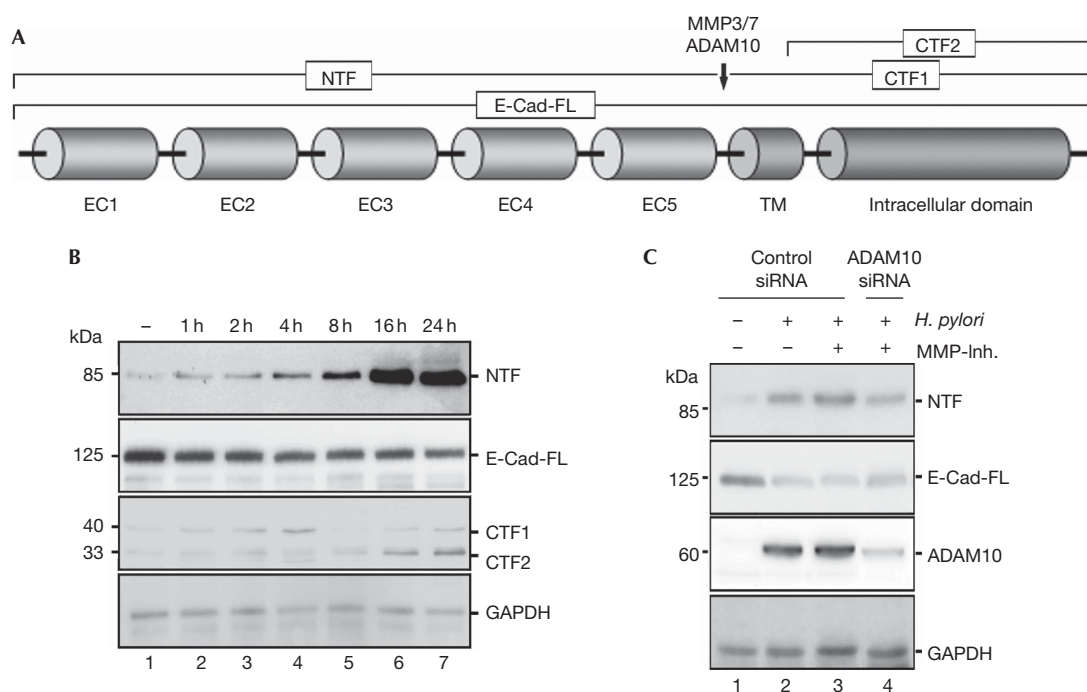 A
MMP3/7
ADAM10
CTF2
NTF
CTF1
E-Cad-FL
EC1 EC2 EC3 EC4 EC5 TM Intracellular domain
B
– 1 h 2 h 4 h 8 h 16 h 24 h
kDa
85 NTF
125 E-Cad-FL
40 CTF1
33 CTF2
GAPDH
1 2 3 4 5 6 7
C
Control siRNA
ADAM10 siRNA
– + + + H. pylori
– – + + MMP-Inh.
kDa
85 NTF
125 E-Cad-FL
60 ADAM10
GAPDH
1 2 3 4